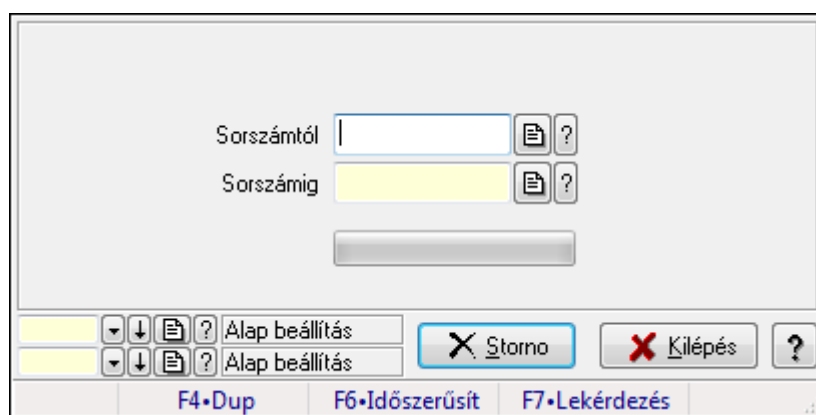 Sorszámtól ?
Sorszámig ?
? Alap beállítás
? Alap beállítás
Storno Kilépés ?
F4•Dup F6•Időszerűsít F7•Lekérdezés